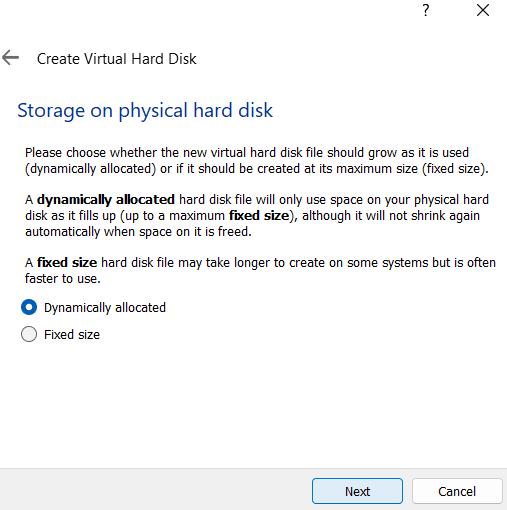 ?
Create Virtual Hard Disk
Storage on physical hard disk
Please choose whether the new virtual hard disk file should grow as it is used
(dynamically allocated) or if it should be created at its maximum size (fixed size).
A dynamically allocated hard disk file will only use space on your physical hard
disk as it fills up (up to a maximum fixed size), although it will not shrink again
automatically when space on it is freed.
A fixed size hard disk file may take longer to create on some systems but is often
faster to use.
Dynamically allocated
Fixed size
Next Cancel